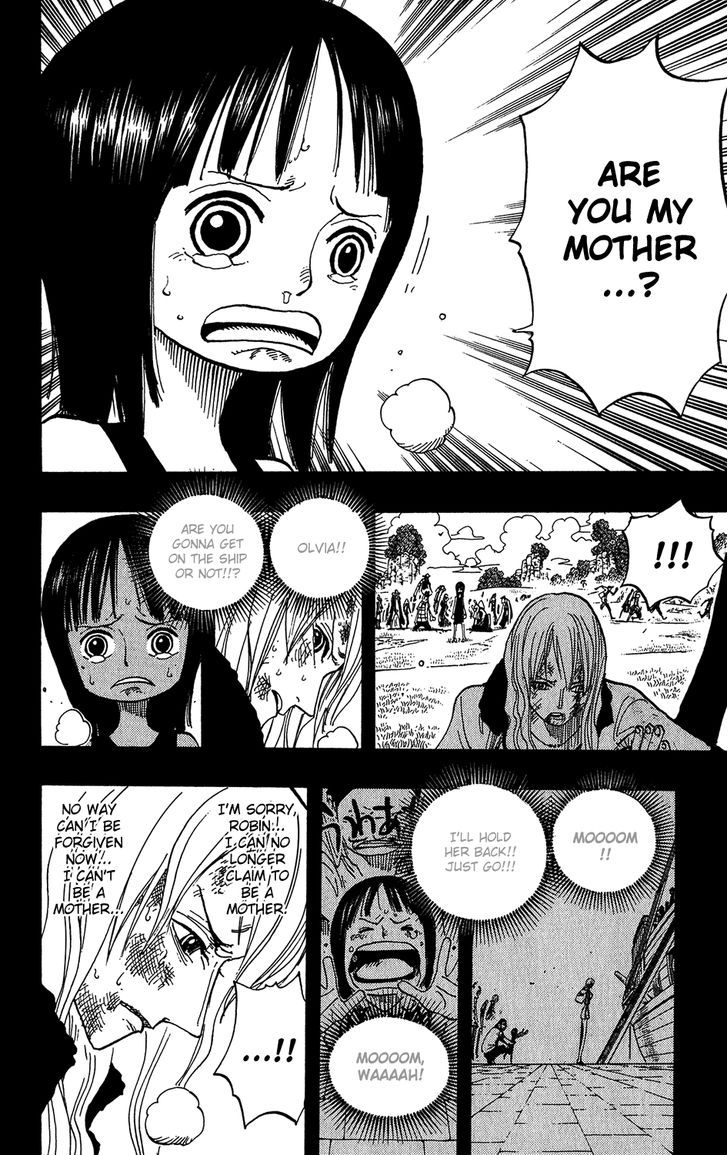 ARE
YOU MY
MOTHER
...?
!!!
OLVIA!!
ARE YOU
GONNA GET
ON THE SHIP
OR NOT!!?
MOOOOM
!!
I'LL HOLD
HER BACK!!
JUST GO!!!
MOOOOM,
WAAAAH!
I'M SORRY,
ROBIN!..
I CAN NO
LONGER
CLAIM TO
BE A
MOTHER.
NO WAY
CAN I BE
FORGIVEN
NOW...
I CAN'T
BE A
MOTHER...
...!!